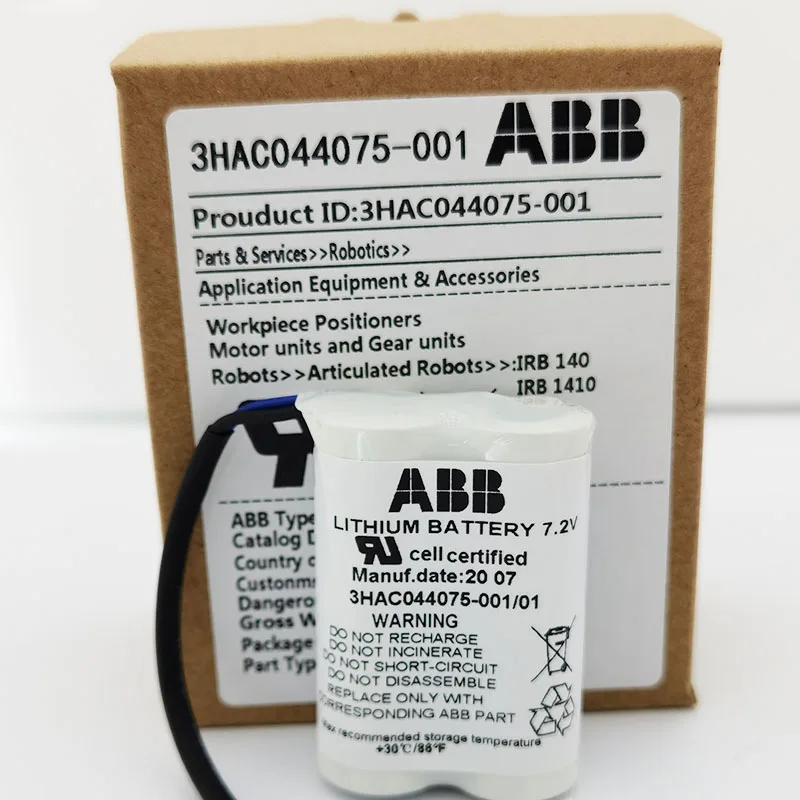 3HAC044075-001 ABB
Prouduct ID:3HAC044075-001
Parts & Services>>Robotics>>
Application Equipment & Accessories
Workpiece Positioners
Motor units and Gear units
Robots>>Articulated Robots>>:IRB 140
IRB 1410
ABB Type
Catalog
Country
Customs
Dangero
Gross W
Package
Part Typ
ABB
LITHIUM BATTERY 7.2V
cell certified
Manuf.date:20 07
3HAC044075-001/01
WARNING
DO NOT RECHARGE
DO NOT INCINERATE
DO NOT SHORT-CIRCUIT
DO NOT DISASSEMBLE
REPLACE ONLY WITH
CORRESPONDING ABB PART
Max recommended storage temperature
+30℃/86℉